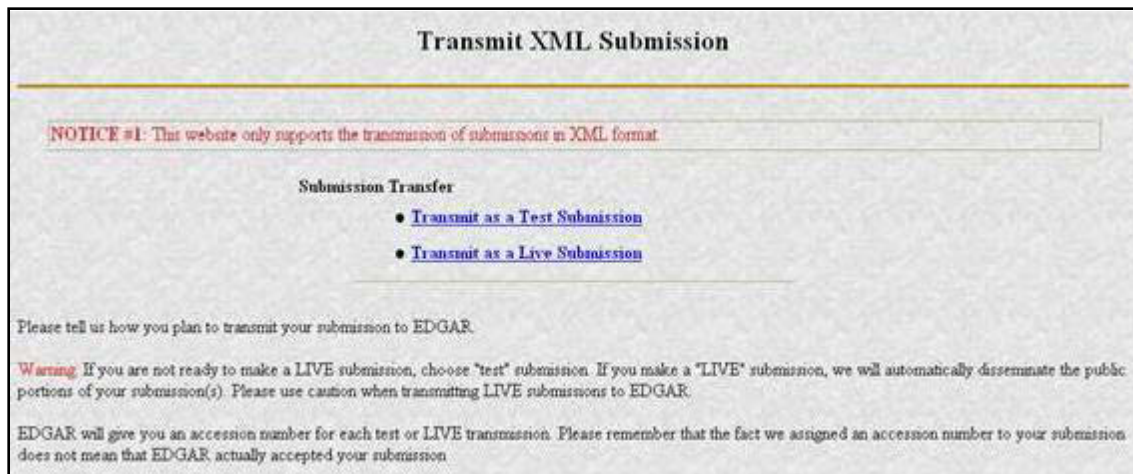 Transmit XML Submission
NOTICE #1: This website only supports the transmission of submissions in XML format.
Submission Transfer
• Transmit as a Test Submission
• Transmit as a Live Submission
Please tell us how you plan to transmit your submission to EDGAR.
Warning: If you are not ready to make a LIVE submission, choose "test" submission. If you make a "LIVE" submission, we will automatically disseminate the public
portions of your submission(s). Please use caution when transmitting LIVE submissions to EDGAR.
EDGAR will give you an accession number for each test or LIVE transmission. Please remember that the fact we assigned an accession number to your submission
does not mean that EDGAR actually accepted your submission